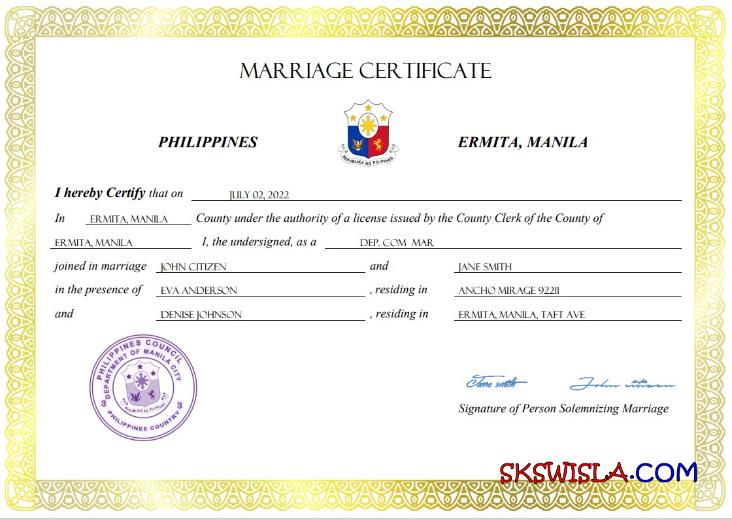 MARRIAGE CERTIFICATE
PHILIPPINES ERMITA, MANILA
REPUBLIKA NG PILIPINAS
I hereby Certify that on JULY 02, 2022
In ERMITA, MANILA County under the authority of a license issued by the County Clerk of the County of
ERMITA, MANILA I, the undersigned, as a DEP. COM MAR
joined in marriage JOHN CITIZEN and JANE SMITH
in the presence of EVA ANDERSON , residing in ANCHO MIRAGE 92211
and DENISE JOHNSON , residing in ERMITA, MANILA, TAFT AVE
PHILIPPINES COUNCIL
DEPARTMENT OF MANILA CITY
3 3
PHILIPPINES COUNTRY
Jane smith John citizen
Signature of Person Solemnizing Marriage
SKSWISLA.COM